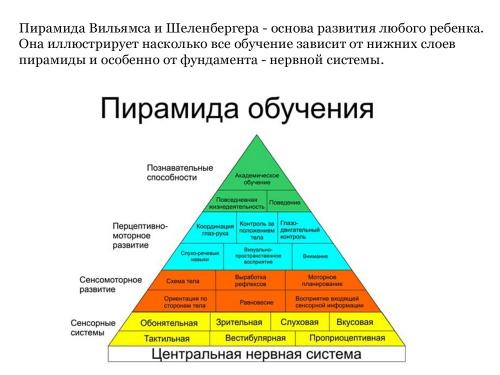 Пирамида Вильямса и Шеленбергера - основа развития любого ребенка.
Она иллюстрирует насколько все обучение зависит от нижних слоев
пирамиды и особенно от фундамента - нервной системы.
Пирамида обучения
Познавательные
способности
Академическое
обучение
Повседневная
жизнедеятельность
Поведение
Перцептивно-
моторное
развитие
Координация
глаз-рука
Контроль за
положением
тела
Глазо-
двигательный
контроль
Слухо-речевые
навыки
Визуально-
пространственное
восприятие
Внимание
Сенсомоторное
развитие
Схема тела
Выработка
рефлексов
Моторное
планирование
Ориентация по
сторонам тела
Равновесие
Восприятие входящей
сенсорной информации
Сенсорные
системы
Обонятельная
Зрительная
Слуховая
Вкусовая
Тактильная
Вестибулярная
Проприоцептивная
Центральная нервная система